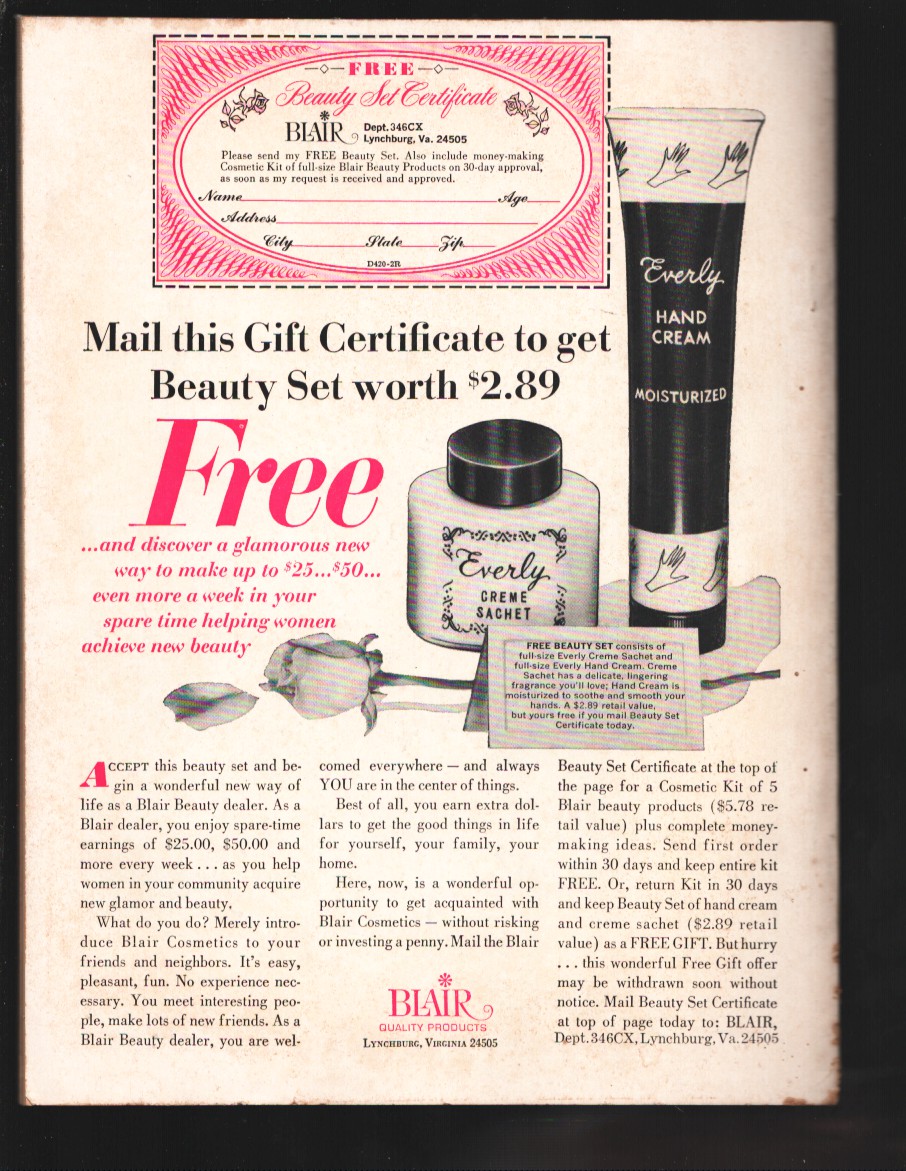 FREE
Beauty Set Certificate
BLAIR Dept. 346CX
Lynchburg, Va. 24505
Please send my FREE Beauty Set. Also include money-making
Cosmetic Kit of full-size Blair Beauty Products on 30-day approval,
as soon as my request is received and approved.
Name Age
Address
City State Zip
D420-2R
Everly
HAND
CREAM
MOISTURIZED
Mail this Gift Certificate to get
Beauty Set worth $2.89
Free
...and discover a glamorous new
way to make up to $25...$50...
even more a week in your
spare time helping women
achieve new beauty
Everly
CREME
SACHET
FREE BEAUTY SET consists of
full-size Everly Creme Sachet and
full-size Everly Hand Cream. Creme
Sachet has a delicate, lingering
fragrance you'll love; Hand Cream is
moisturized to soothe and smooth your
hands. A $2.89 retail value,
but yours free if you mail Beauty Set
Certificate today.
ACCEPT this beauty set and be-
gin a wonderful new way of
life as a Blair Beauty dealer. As a
Blair dealer, you enjoy spare-time
earnings of $25.00, $50.00 and
more every week . . . as you help
women in your community acquire
new glamor and beauty.
What do you do? Merely intro-
duce Blair Cosmetics to your
friends and neighbors. It's easy,
pleasant, fun. No experience nec-
essary. You meet interesting peo-
ple, make lots of new friends. As a
Blair Beauty dealer, you are wel-
comed everywhere — and always
YOU are in the center of things.
Best of all, you earn extra dol-
lars to get the good things in life
for yourself, your family, your
home.
Here, now, is a wonderful op-
portunity to get acquainted with
Blair Cosmetics — without risking
or investing a penny. Mail the Blair
Beauty Set Certificate at the top of
the page for a Cosmetic Kit of 5
Blair beauty products ($5.78 re-
tail value) plus complete money-
making ideas. Send first order
within 30 days and keep entire kit
FREE. Or, return Kit in 30 days
and keep Beauty Set of hand cream
and creme sachet ($2.89 retail
value) as a FREE GIFT. But hurry
. . . this wonderful Free Gift offer
may be withdrawn soon without
notice. Mail Beauty Set Certificate
at top of page today to: BLAIR,
Dept. 346CX, Lynchburg, Va. 24505
BLAIR
QUALITY PRODUCTS
LYNCHBURG, VIRGINIA 24505